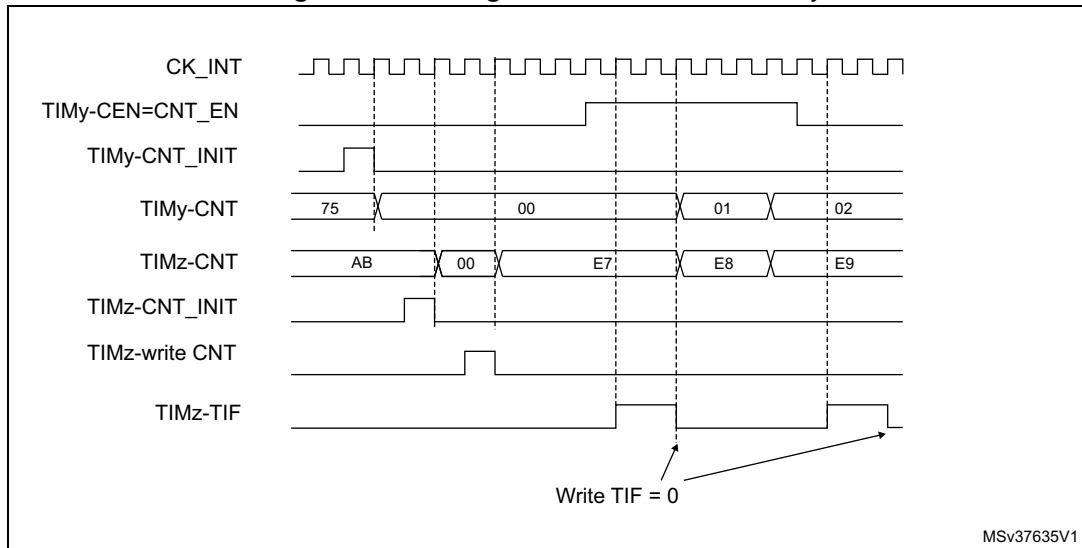 CK_INT
TIMy-CEN=CNT_EN
TIMy-CNT_INIT
TIMy-CNT 75 00 01 02
TIMz-CNT AB 00 E7 E8 E9
TIMz-CNT_INIT
TIMz-write CNT
TIMz-TIF
Write TIF = 0
MSv37635V1